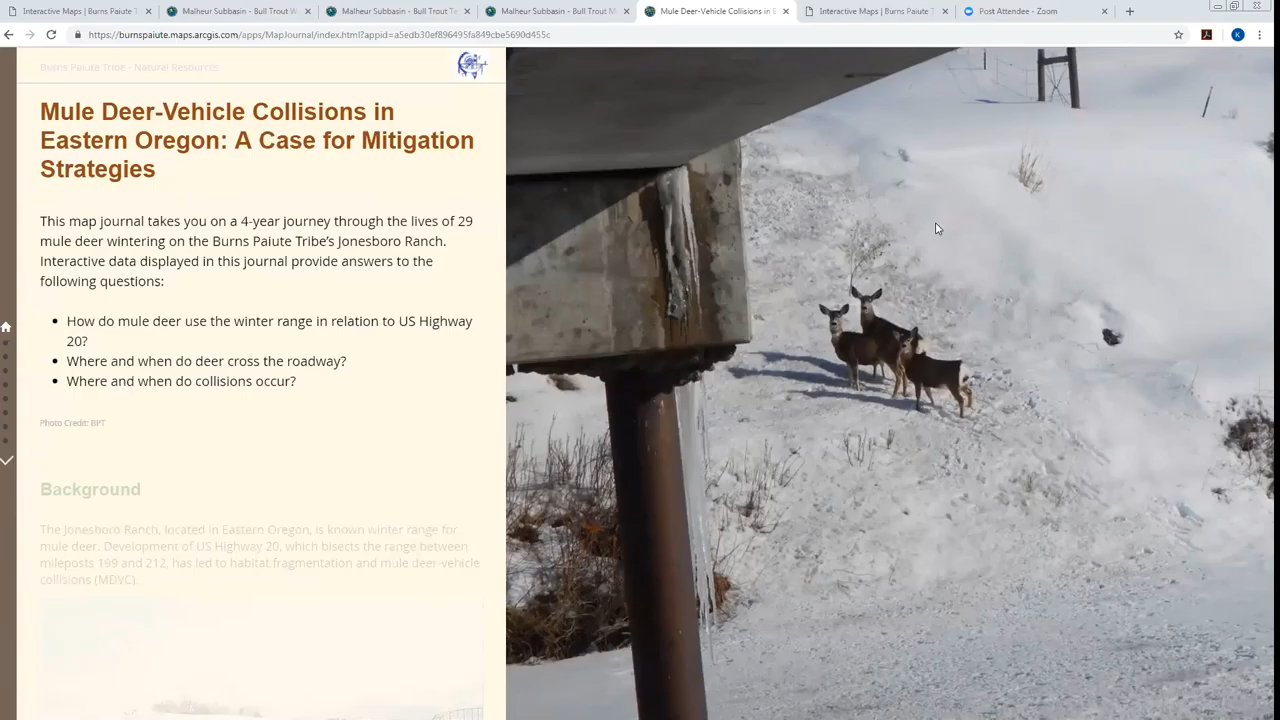 Interactive Maps | Burns Paiute T
Malheur Subbasin - Bull Trout W
Malheur Subbasin - Bull Trout Te
Malheur Subbasin - Bull Trout M
Mule Deer-Vehicle Collisions in E
Interactive Maps | Burns Paiute T
Post Attendee - Zoom
https://burnspaiute.maps.arcgis.com/apps/MapJournal/index.html?appid=a5edb30ef896495fa849cbe5690d455c
K
Burns Paiute Tribe - Natural Resources
Mule Deer-Vehicle Collisions in
Eastern Oregon: A Case for Mitigation
Strategies
This map journal takes you on a 4-year journey through the lives of 29
mule deer wintering on the Burns Paiute Tribe's Jonesboro Ranch.
Interactive data displayed in this journal provide answers to the
following questions:
• How do mule deer use the winter range in relation to US Highway
20?
• Where and when do deer cross the roadway?
• Where and when do collisions occur?
Photo Credit: BPT
Background
The Jonesboro Ranch, located in Eastern Oregon, is known winter range for
mule deer. Development of US Highway 20, which bisects the range between
mileposts 199 and 212, has led to habitat fragmentation and mule deer-vehicle
collisions (MDVC).